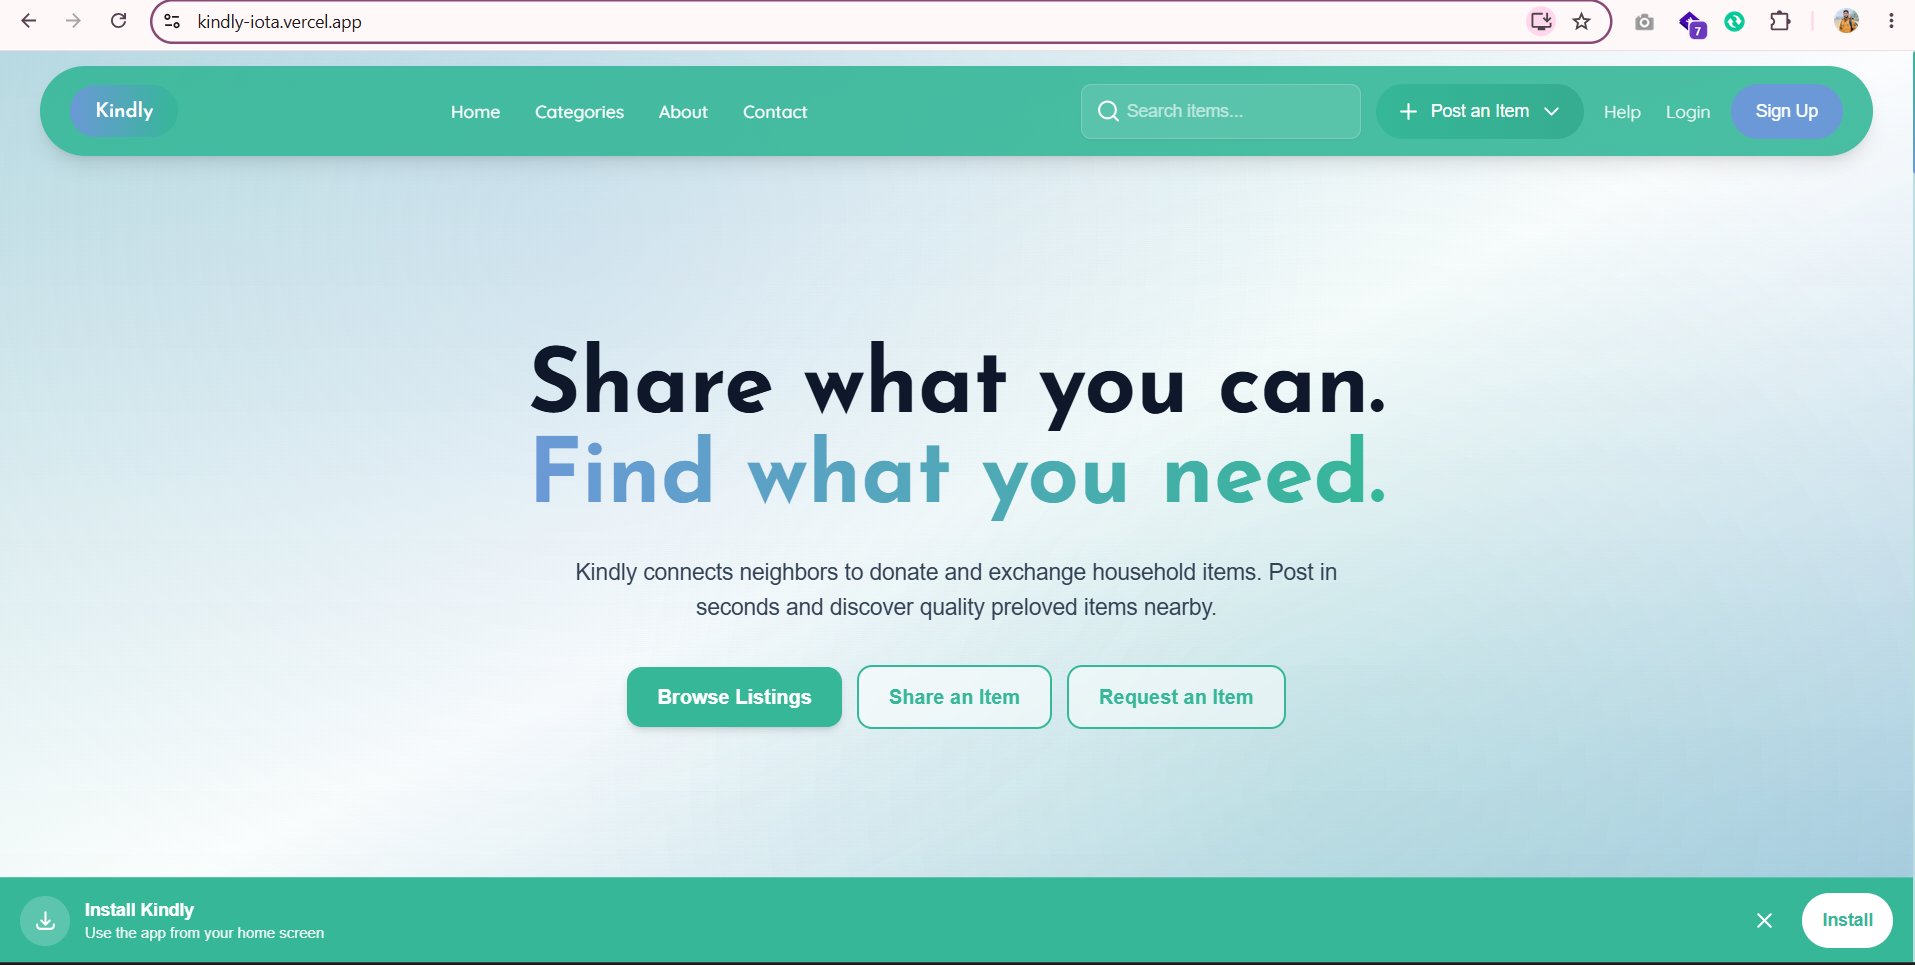 kindly-iota.vercel.app
7
Kindly
Home Categories About Contact
Search items...
Post an Item
Help Login Sign Up
Share what you can.
Find what you need.
Kindly connects neighbors to donate and exchange household items. Post in
seconds and discover quality preloved items nearby.
Browse Listings Share an Item Request an Item
Install Kindly
Use the app from your home screen
Install